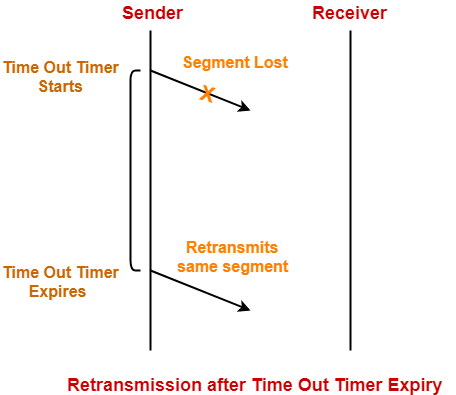 Sender
Receiver
Segment Lost
Time Out Timer
Starts
X
Retransmits
same segment
Time Out Timer
Expires
Retransmission after Time Out Timer Expiry